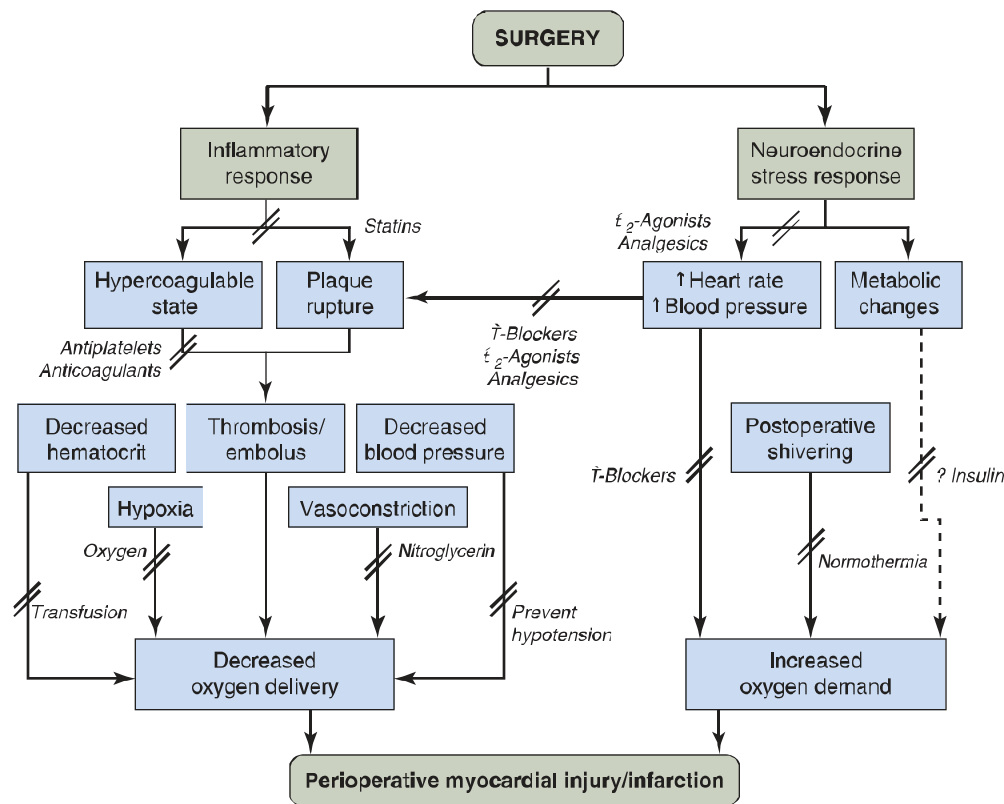 SURGERY
Inflammatory
response
Neuroendocrine
stress response
Statins
ƭ₂-Agonists
Analgesics
Hypercoagulable
state
Plaque
rupture
↑Heart rate
↑Blood pressure
Metabolic
changes
Antiplatelets
Anticoagulants
Ϯ-Blockers
ƭ₂-Agonists
Analgesics
Decreased
hematocrit
Thrombosis/
embolus
Decreased
blood pressure
Postoperative
shivering
Ϯ-Blockers
? Insulin
Hypoxia
Vasoconstriction
Oxygen
Nitroglycerin
Normothermia
Transfusion
Prevent
hypotension
Decreased
oxygen delivery
Increased
oxygen demand
Perioperative myocardial injury/infarction